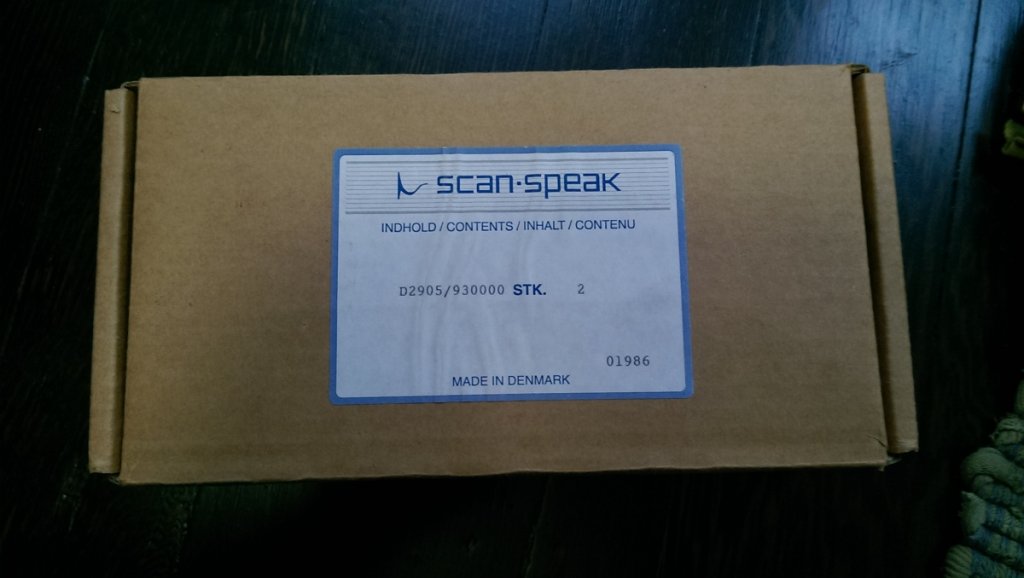 scan·speak
INDHOLD / CONTENTS / INHALT / CONTENU
D2905/930000 STK. 2
01986
MADE IN DENMARK